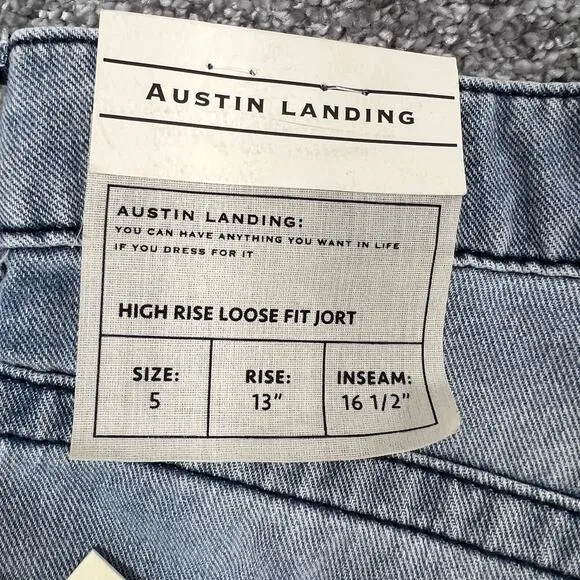 AUSTIN LANDING
AUSTIN LANDING:
YOU CAN HAVE ANYTHING YOU WANT IN LIFE
IF YOU DRESS FOR IT
HIGH RISE LOOSE FIT JORT
SIZE:
5
RISE:
13"
INSEAM:
16 1/2"